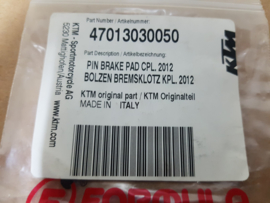 Part Number / Artikelnummer:
47013030050
Part Description / Artikelbezeichnung:
PIN BRAKE PAD CPL. 2012
BOLZEN BREMSKLOTZ KPL. 2012
KTM original part / KTM Originalteil
MADE IN ITALY
KTM - Sportmotorcycle AG
5230 Mattighofen/Austria
www.ktm.com
KTM
FORMULA